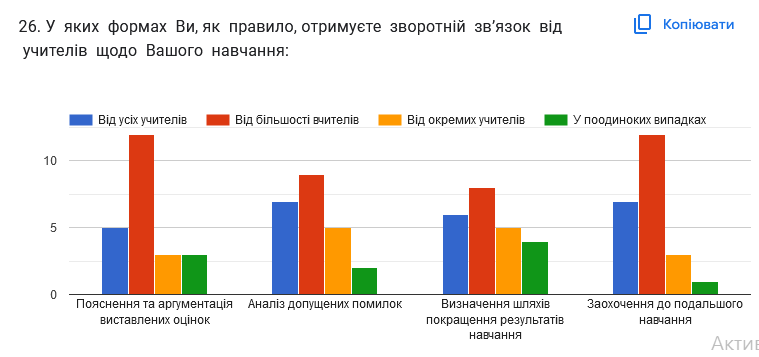 26. У яких формах Ви, як правило, отримуєте зворотній зв’язок від
учителів щодо Вашого навчання:
Копіювати
Від усіх учителів
Від більшості вчителів
Від окремих учителів
У поодиноких випадках
10
5
0
Пояснення та аргументація
виставлених оцінок
Аналіз допущених помилок
Визначення шляхів
покращення результатів
навчання
Заохочення до подальшого
навчання